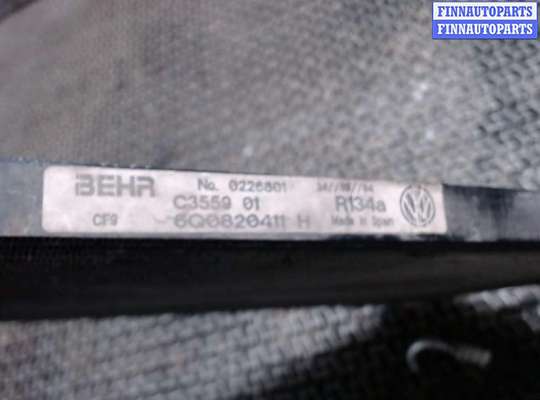 FINNAUTOPARTS
FINNAUTOPARTS
BEHR No. 0226801
C3559 01 R134a
CF9 6Q0820411 H Made in Spain